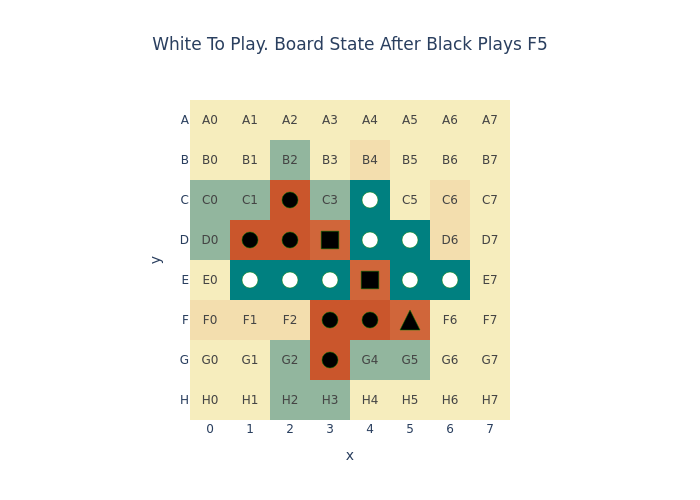 White To Play. Board State After Black Plays F5
A A0 A1 A2 A3 A4 A5 A6 A7
B B0 B1 B2 B3 B4 B5 B6 B7
C C0 C1 C3 C5 C6 C7
D D0 D6 D7
E E0 E7
F F0 F1 F2 F6 F7
G G0 G1 G2 G4 G5 G6 G7
H H0 H1 H2 H3 H4 H5 H6 H7
0 1 2 3 4 5 6 7
x
y